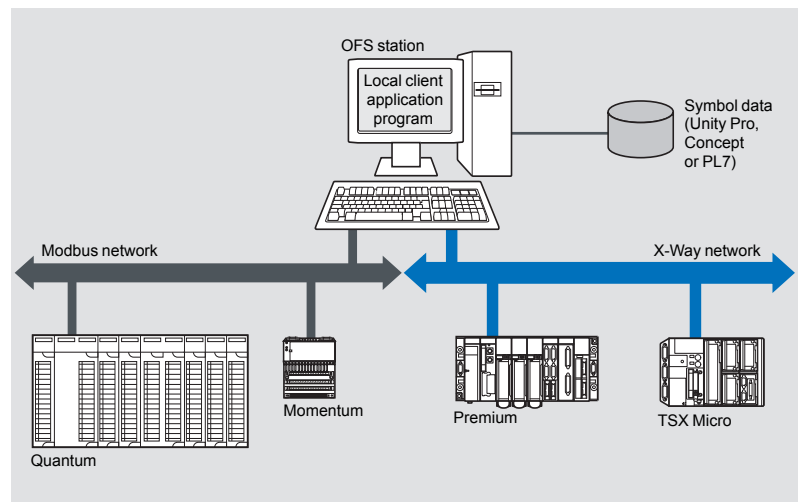 OFS station
Local client
application
program
Symbol data
(Unity Pro,
Concept
or PL7)
Modbus network
X-Way network
Quantum
Momentum
Premium
TSX Micro